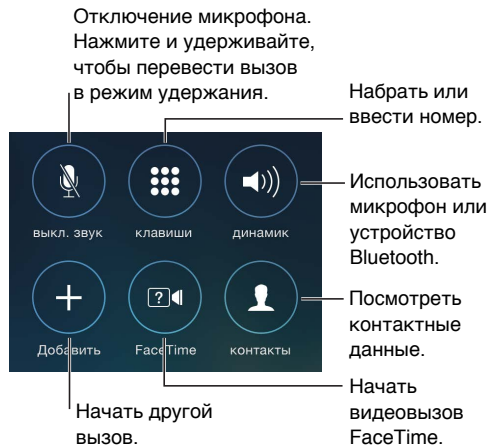 Отключение микрофона.
Нажмите и удерживайте,
чтобы перевести вызов
в режим удержания.
Набрать или
ввести номер.
выкл. звук
клавиши
динамик
Использовать
микрофон или
устройство
Bluetooth.
?
Добавить
FaceTime
контакты
Посмотреть
контактные
данные.
Начать другой
вызов.
Начать
видеовызов
FaceTime.